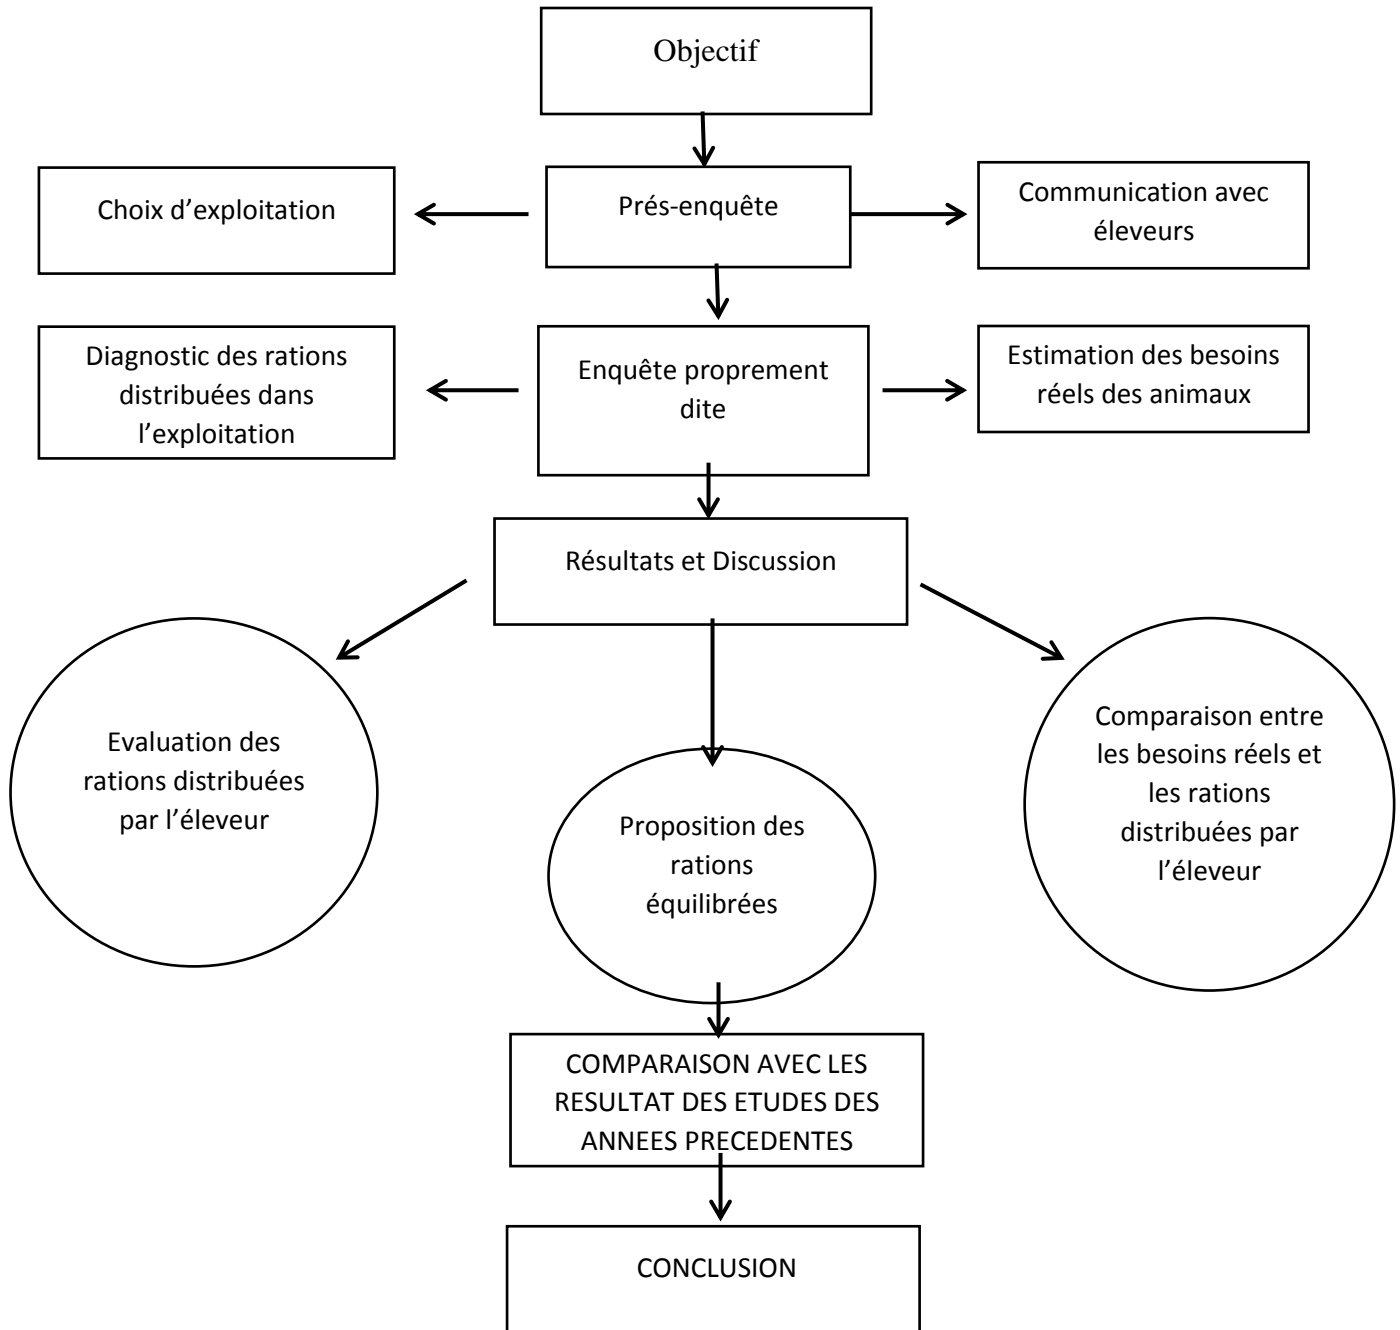 Objectif
Choix d’exploitation
Prés-enquête
Communication avec
éleveurs
Diagnostic des rations
distribuées dans
l’exploitation
Enquête proprement
dite
Estimation des besoins
réels des animaux
Résultats et Discussion
Evaluation des
rations distribuées
par l’éleveur
Proposition des
rations
équilibrées
Comparaison entre
les besoins réels et
les rations
distribuées par
l’éleveur
COMPARAISON AVEC LES
RESULTAT DES ETUDES DES
ANNEES PRECEDENTES
CONCLUSION